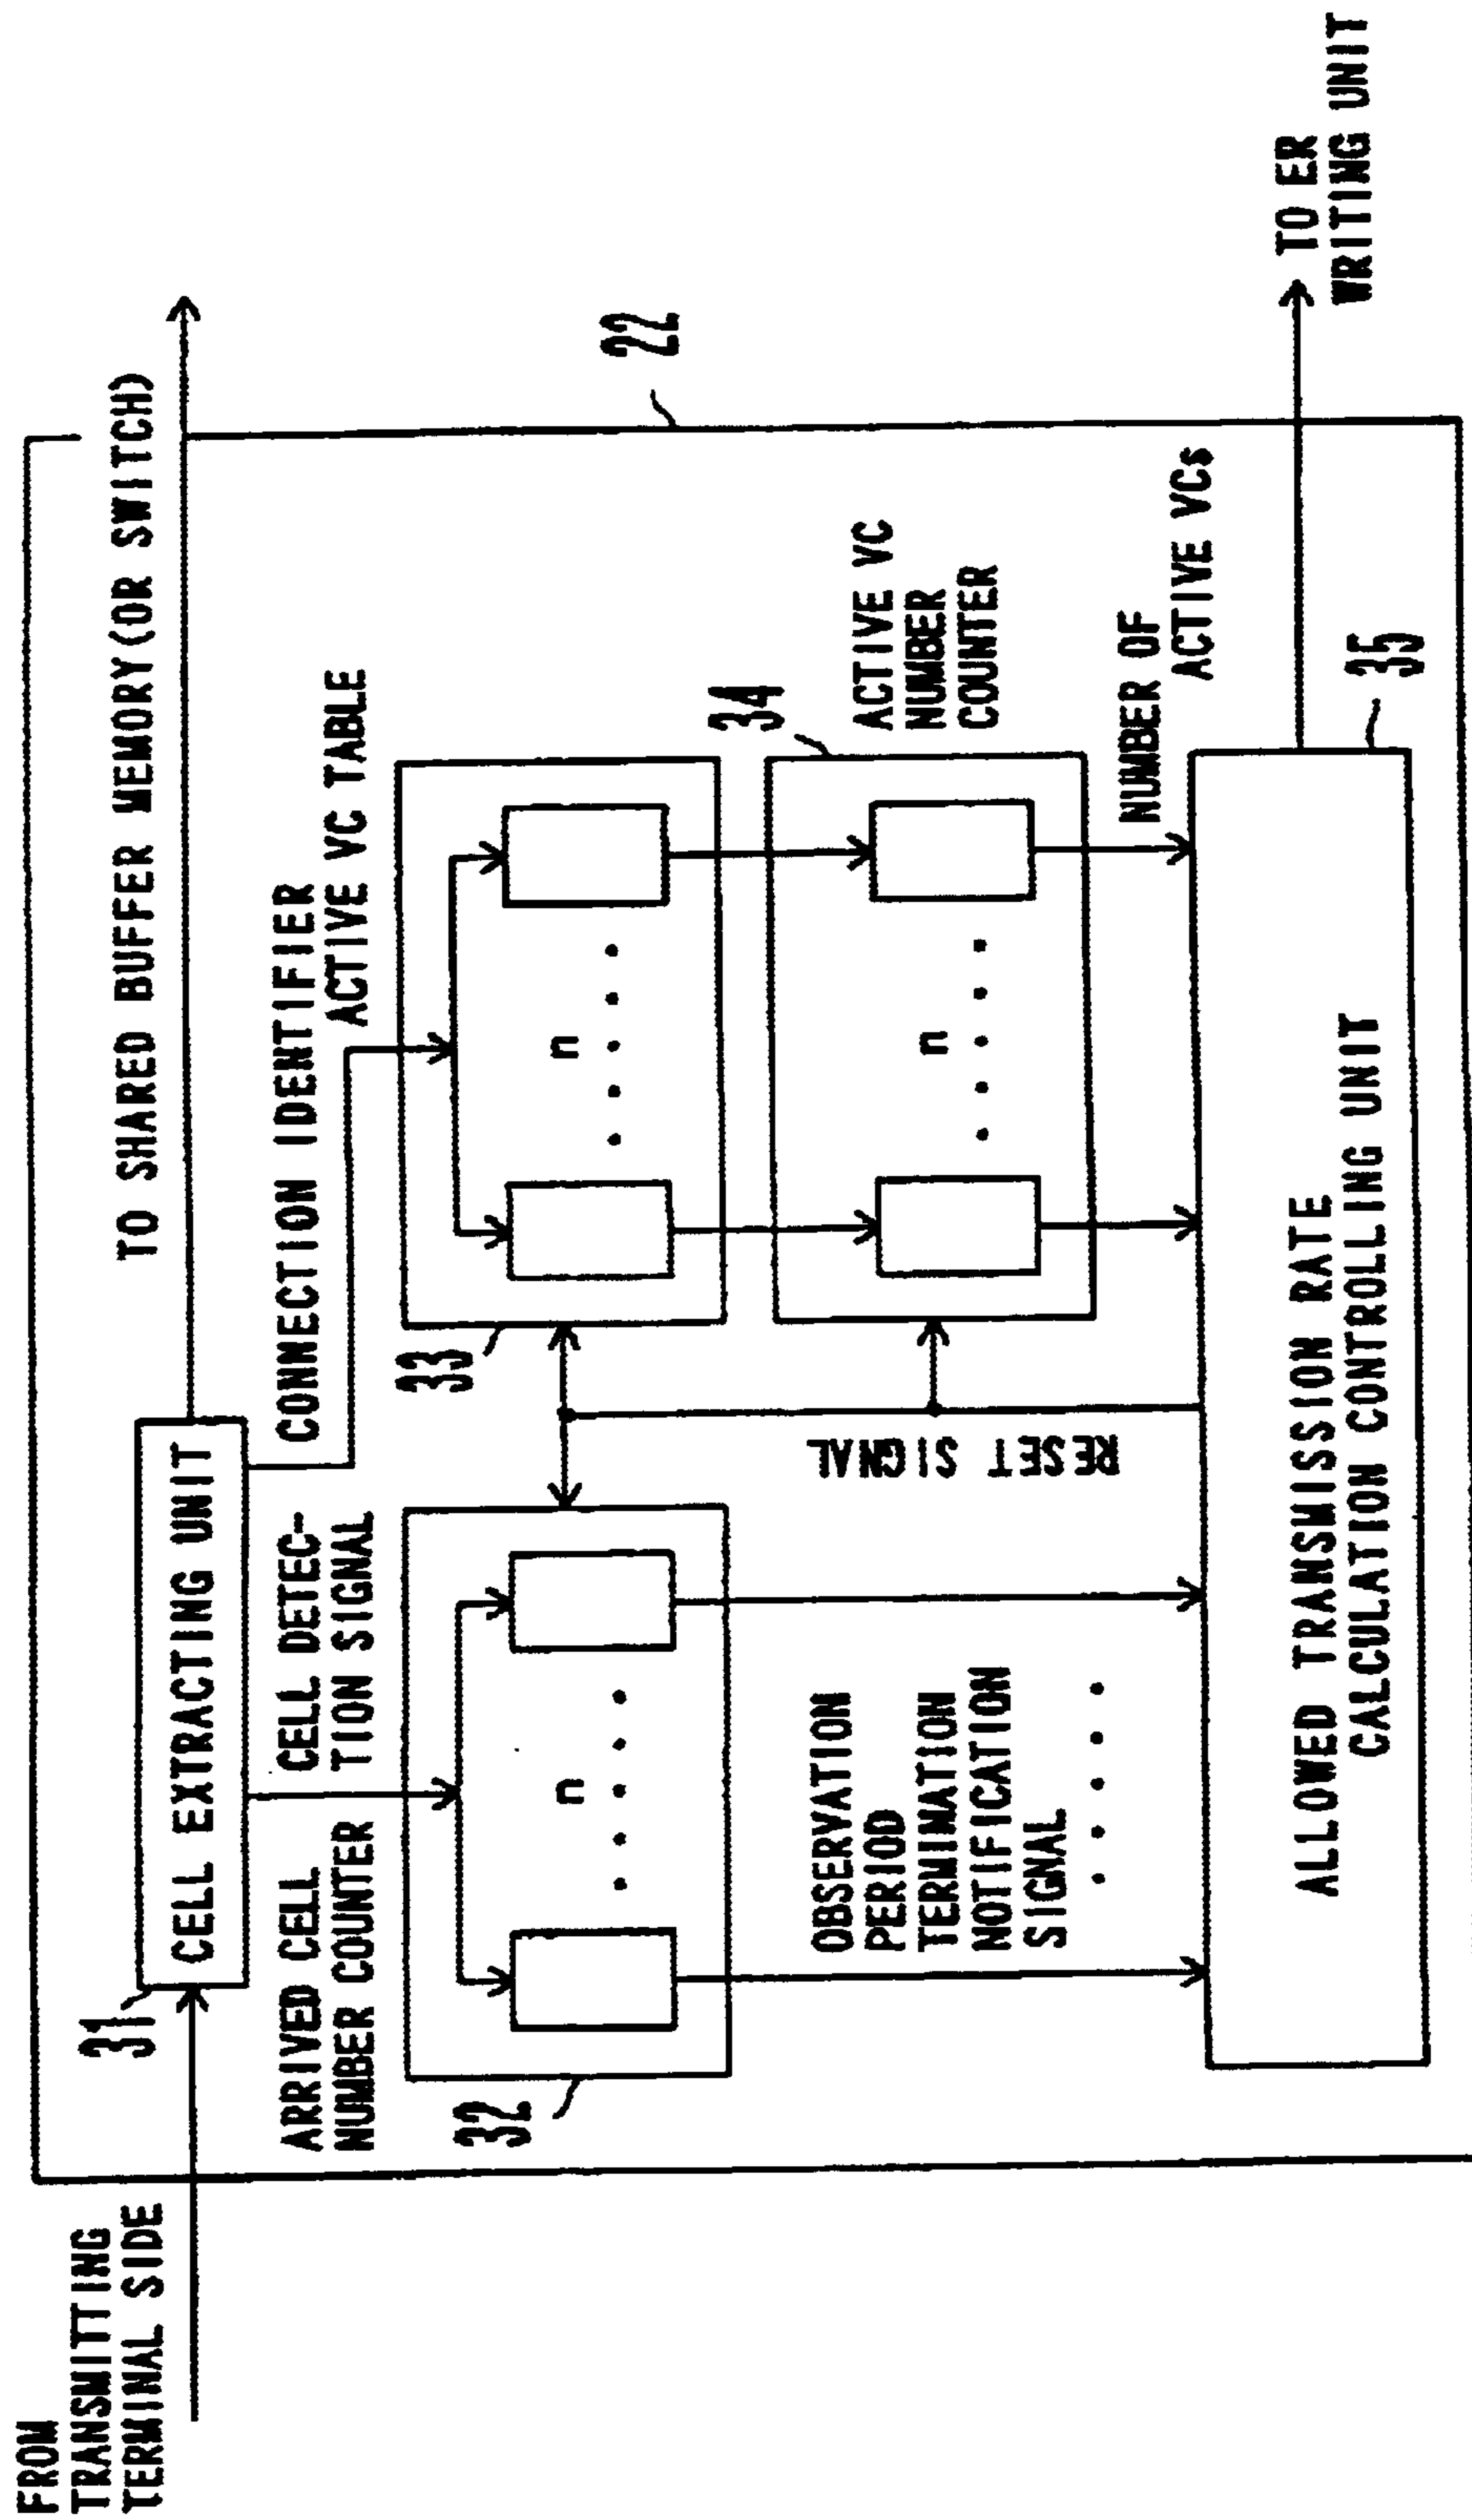 FROM
TRANSMITTING
TERMINAL SIDE
31
CELL EXTRACTING UNIT
TO SHARED BUFFER MEMORY(OR SWITCH)
ARRIVED CELL
NUMBER COUNTER
CELL DETEC-
TION SIGNAL
CONNECTION IDENTIFIER
ACTIVE VC TABLE
32
n
33
n
22
RESET SIGNAL
34
ACTIVE VC
NUMBER
COUNTER
n
OBSERVATION
PERIOD
TERMINATION
NOTIFICATION
SIGNAL
NUMBER OF
ACTIVE VCs
ALLOWED TRANSMISSION RATE
CALCULATION CONTROLLING UNIT
35
TO ER
WRITING UNIT